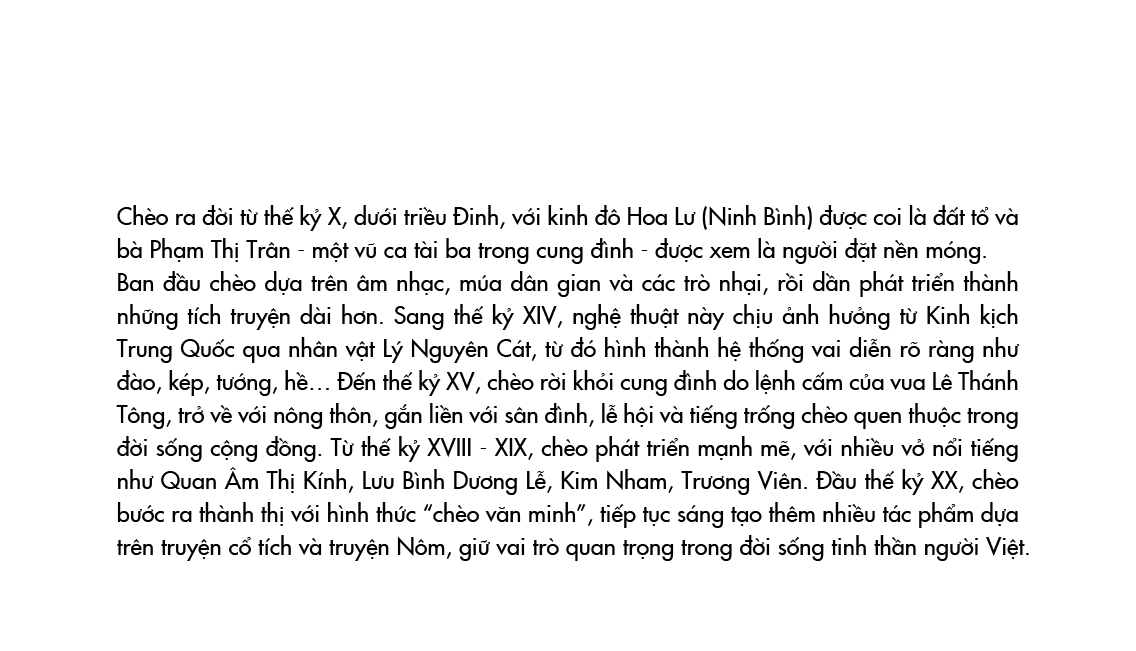 Chèo ra đời từ thế kỷ X, dưới triều Đinh, với kinh đô Hoa Lư (Ninh Bình) được coi là đất tổ và
bà Phạm Thị Trân - một vũ ca tài ba trong cung đình - được xem là người đặt nền móng.
Ban đầu chèo dựa trên âm nhạc, múa dân gian và các trò nhại, rồi dần phát triển thành
những tích truyện dài hơn. Sang thế kỷ XIV, nghệ thuật này chịu ảnh hưởng từ Kinh kịch
Trung Quốc qua nhân vật Lý Nguyên Cát, từ đó hình thành hệ thống vai diễn rõ ràng như
đào, kép, tướng, hề... Đến thế kỷ XV, chèo rời khỏi cung đình do lệnh cấm của vua Lê Thánh
Tông, trở về với nông thôn, gắn liền với sân đình, lễ hội và tiếng trống chèo quen thuộc trong
đời sống cộng đồng. Từ thế kỷ XVIII - XIX, chèo phát triển mạnh mẽ, với nhiều vở nổi tiếng
như Quan Âm Thị Kính, Lưu Bình Dương Lễ, Kim Nham, Trương Viên. Đầu thế kỷ XX, chèo
bước ra thành thị với hình thức “chèo văn minh”, tiếp tục sáng tạo thêm nhiều tác phẩm dựa
trên truyện cổ tích và truyện Nôm, giữ vai trò quan trọng trong đời sống tinh thần người Việt.